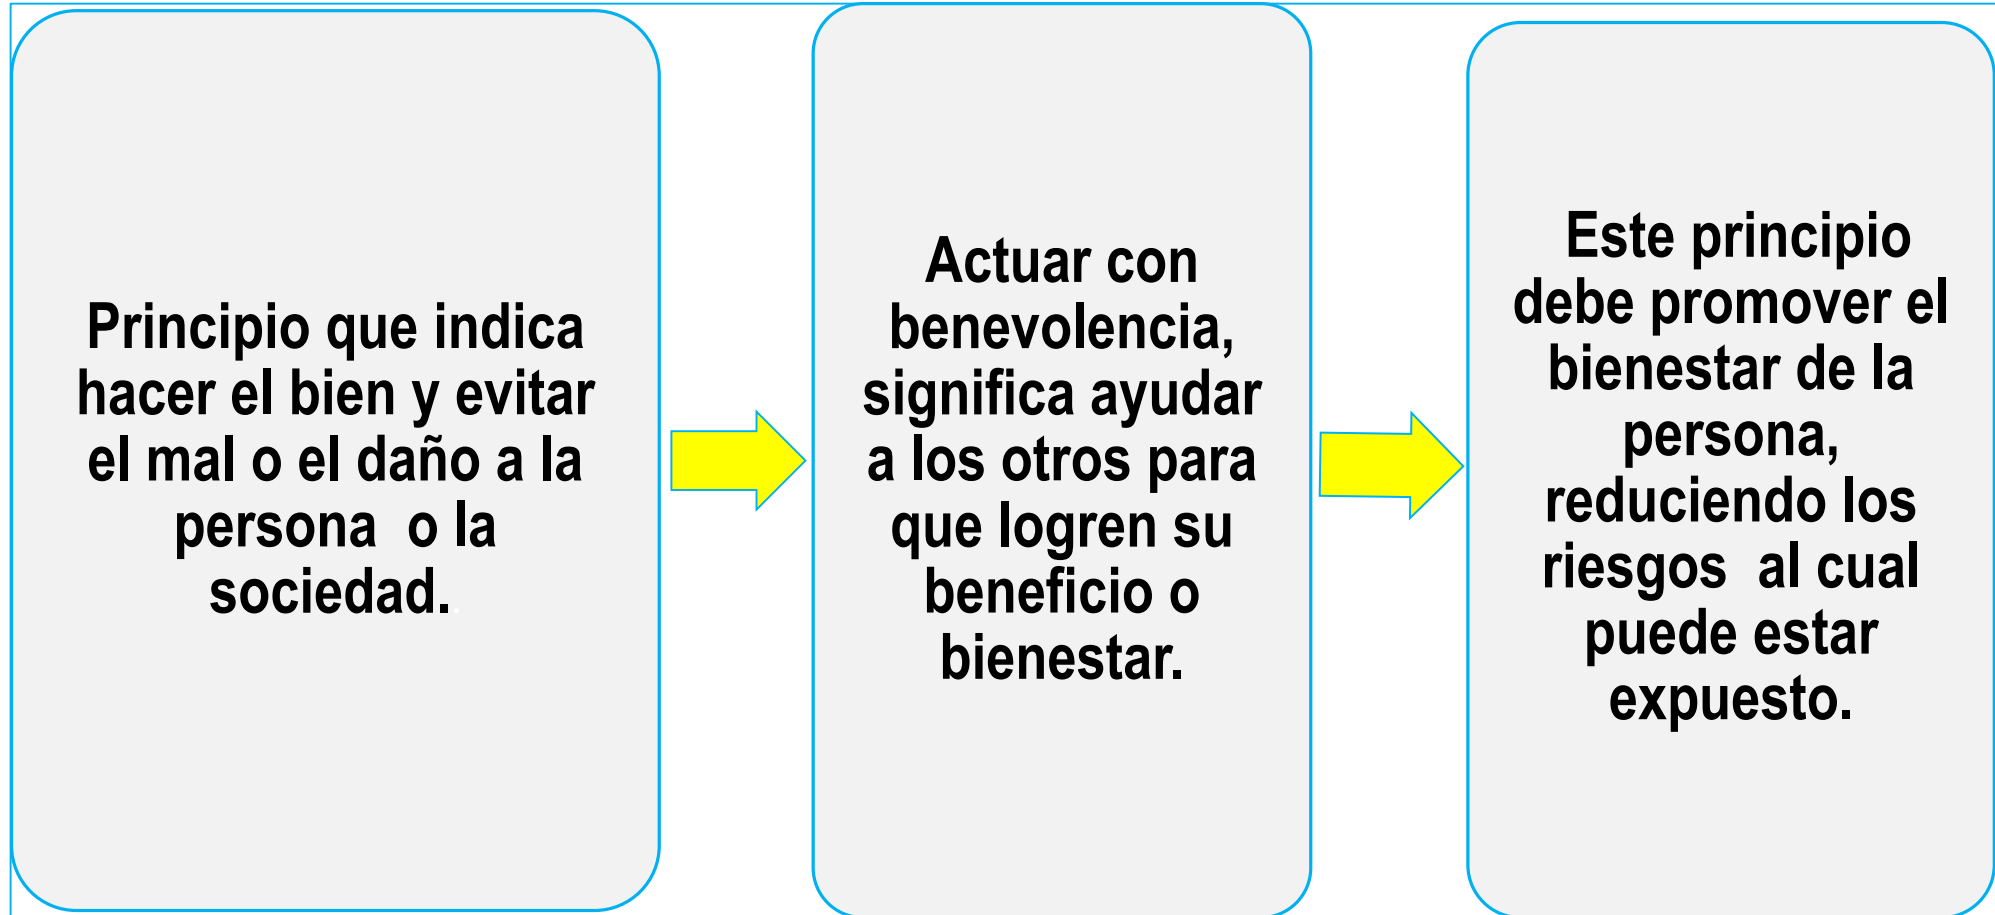 Principio que indica
hacer el bien y evitar
el mal o el daño a la
persona  o la
sociedad..
Actuar con
benevolencia,
significa ayudar
a los otros para
que logren su
beneficio o
bienestar.
Este principio
debe promover el
bienestar de la
persona,
reduciendo los
riesgos  al cual
puede estar
expuesto.